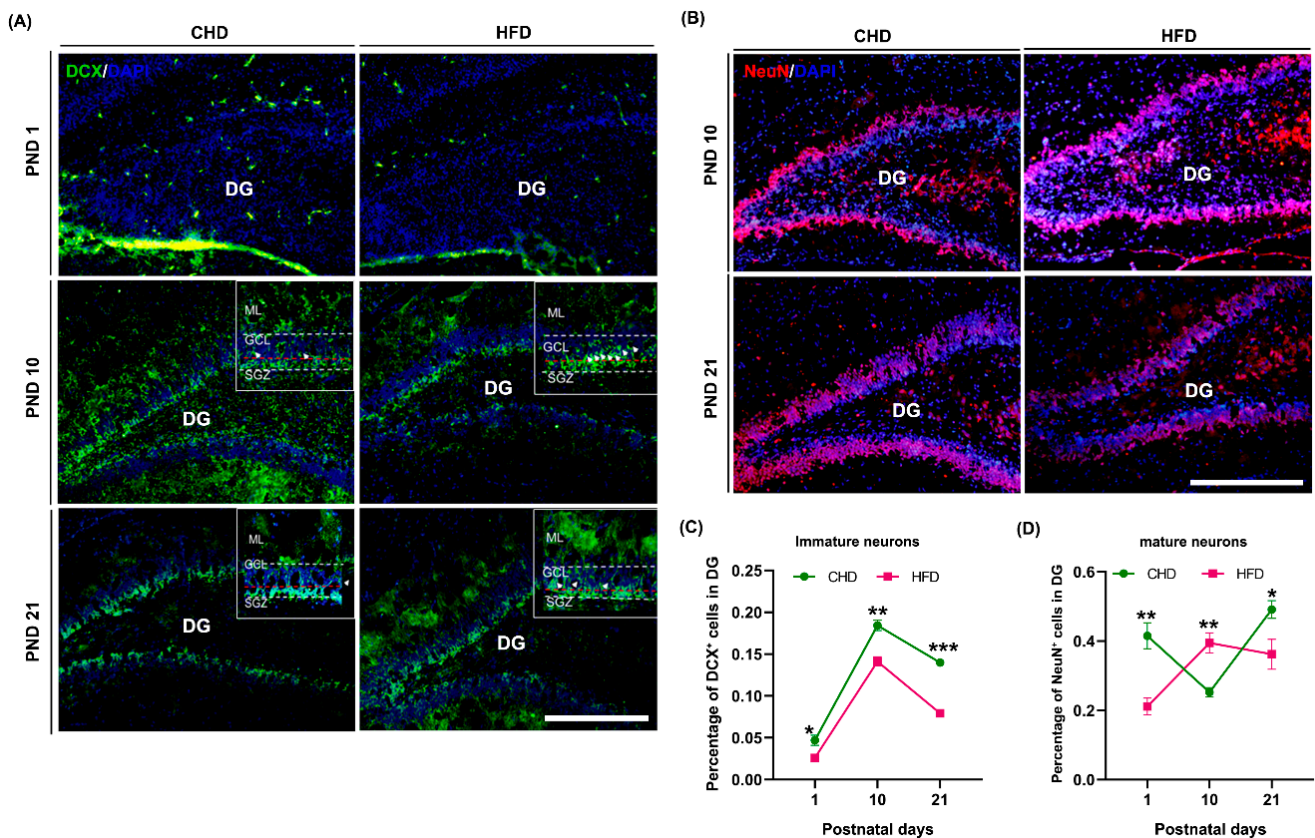 (A)
CHD
HFD
DCX/DAPI
PND 1
DG
DG
PND 10
ML
GCL
SGZ
DG
ML
GCL
SGZ
DG
PND 21
ML
GCL
SGZ
DG
ML
GCL
SGZ
DG
(B)
CHD
HFD
NeuN/DAPI
PND 10
DG
DG
PND 21
DG
DG
(C)
Immature neurons
CHD
HFD
Percentage of DCX⁺ cells in DG
0.25
0.20
0.15
0.10
0.05
0.00
*
**
***
1
10
21
Postnatal days
(D)
mature neurons
CHD
HFD
Percentage of NeuN⁺ cells in DG
0.6
0.4
0.2
0.0
**
**
*
1
10
21
Postnatal days